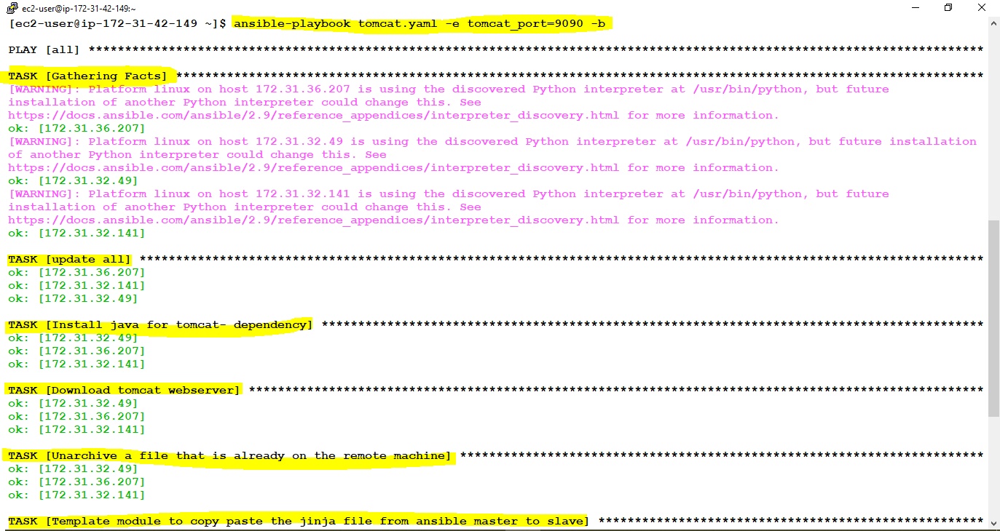 ec2-user@ip-172-31-42-149:~
[ec2-user@ip-172-31-42-149 ~]$ ansible-playbook tomcat.yaml -e tomcat_port=9090 -b
PLAY [all] ***************************************************************************************************************************
TASK [Gathering Facts] ***************************************************************************************************************
[WARNING]: Platform linux on host 172.31.36.207 is using the discovered Python interpreter at /usr/bin/python, but future
installation of another Python interpreter could change this. See
https://docs.ansible.com/ansible/2.9/reference_appendices/interpreter_discovery.html for more information.
ok: [172.31.36.207]
[WARNING]: Platform linux on host 172.31.32.49 is using the discovered Python interpreter at /usr/bin/python, but future installation
of another Python interpreter could change this. See
https://docs.ansible.com/ansible/2.9/reference_appendices/interpreter_discovery.html for more information.
ok: [172.31.32.49]
[WARNING]: Platform linux on host 172.31.32.141 is using the discovered Python interpreter at /usr/bin/python, but future
installation of another Python interpreter could change this. See
https://docs.ansible.com/ansible/2.9/reference_appendices/interpreter_discovery.html for more information.
ok: [172.31.32.141]
TASK [update all] ********************************************************************************************************************
ok: [172.31.36.207]
ok: [172.31.32.141]
ok: [172.31.32.49]
TASK [Install java for tomcat- dependency] *******************************************************************************************
ok: [172.31.32.49]
ok: [172.31.36.207]
ok: [172.31.32.141]
TASK [Download tomcat webserver] *****************************************************************************************************
ok: [172.31.32.49]
ok: [172.31.36.207]
ok: [172.31.32.141]
TASK [Unarchive a file that is already on the remote machine] ************************************************************************
ok: [172.31.32.49]
ok: [172.31.36.207]
ok: [172.31.32.141]
TASK [Template module to copy paste the jinja file from ansible master to slave] *****************************************************